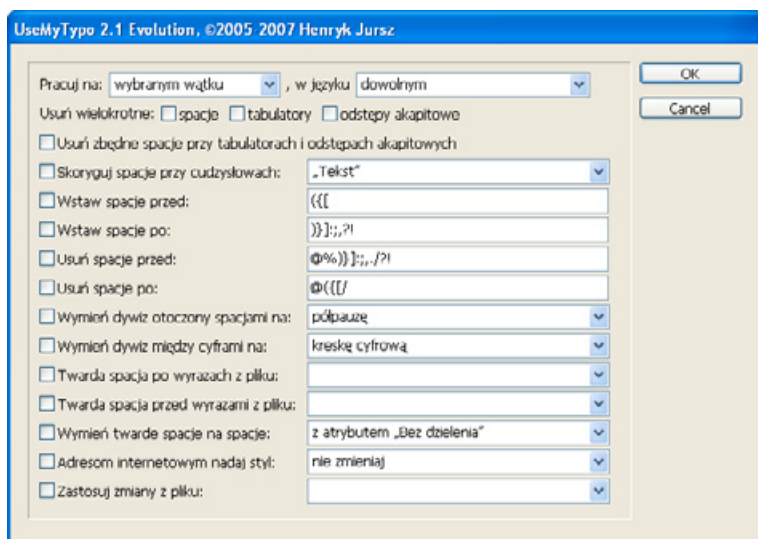 UseMyTypo 2.1 Evolution, ©2005-2007 Henryk Jursz
Pracuj na: wybranym wątku , w języku dowolnym
OK
Usuń wielokrotne: spacje tabulatory odstępy akapitowe
Cancel
Usuń zbędne spacje przy tabulatorach i odstępach akapitowych
Skoryguj spacje przy cudzysłowach: „Tekst”
Wstaw spacje przed: ({[
Wstaw spacje po: )}]:;,?!
Usuń spacje przed: @%)}]:;,./?!
Usuń spacje po: @({[/
Wymień dywiz otoczony spacjami na: półpauzę
Wymień dywiz między cyframi na: kreskę cyfrową
Twarda spacja po wyrazach z pliku:
Twarda spacja przed wyrazami z pliku:
Wymień twarde spacje na spacje: z atrybutem „Bez dzielenia”
Adresom internetowym nadaj styl: nie zmieniaj
Zastosuj zmiany z pliku: